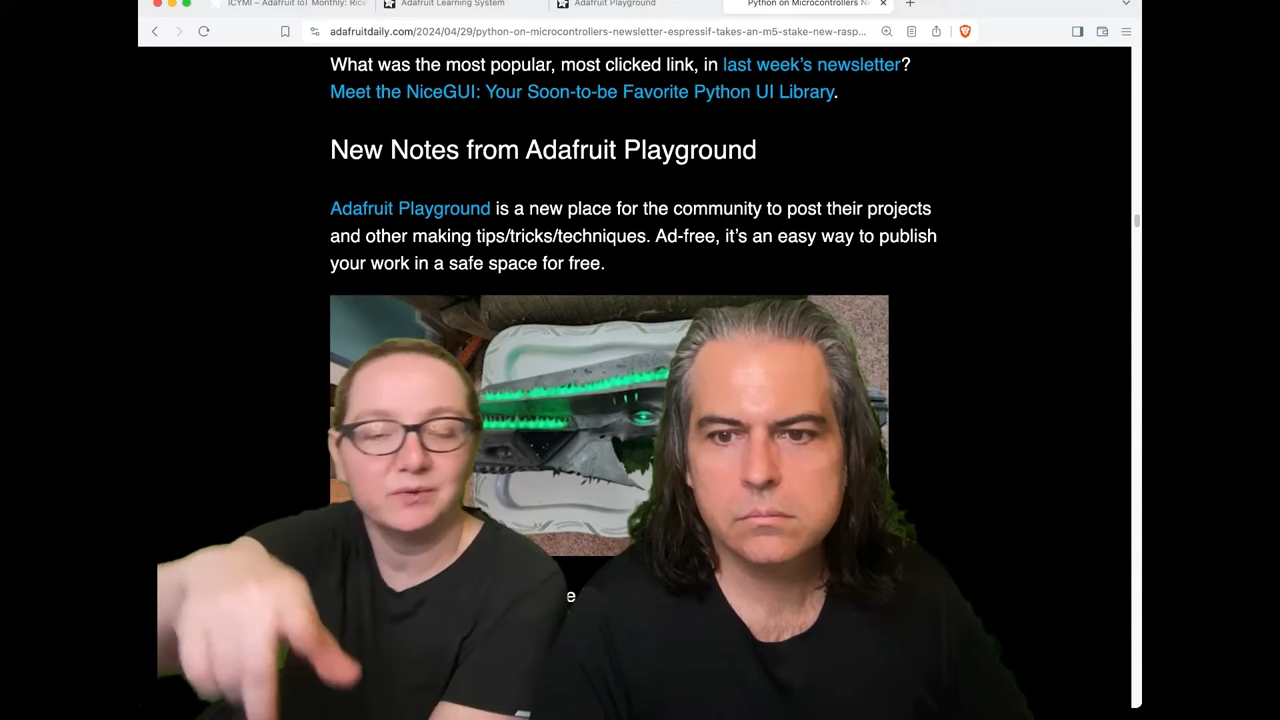 ICYMI – Adafruit IoT Monthly: Rice
Adafruit Learning System
Adafruit Playground
Python on Microcontrollers N
adafruitdaily.com/2024/04/29/python-on-microcontrollers-newsletter-espressif-takes-an-m5-stake-new-rasp...
What was the most popular, most clicked link, in last week's newsletter?
Meet the NiceGUI: Your Soon-to-be Favorite Python UI Library.
New Notes from Adafruit Playground
Adafruit Playground is a new place for the community to post their projects
and other making tips/tricks/techniques. Ad-free, it's an easy way to publish
your work in a safe space for free.